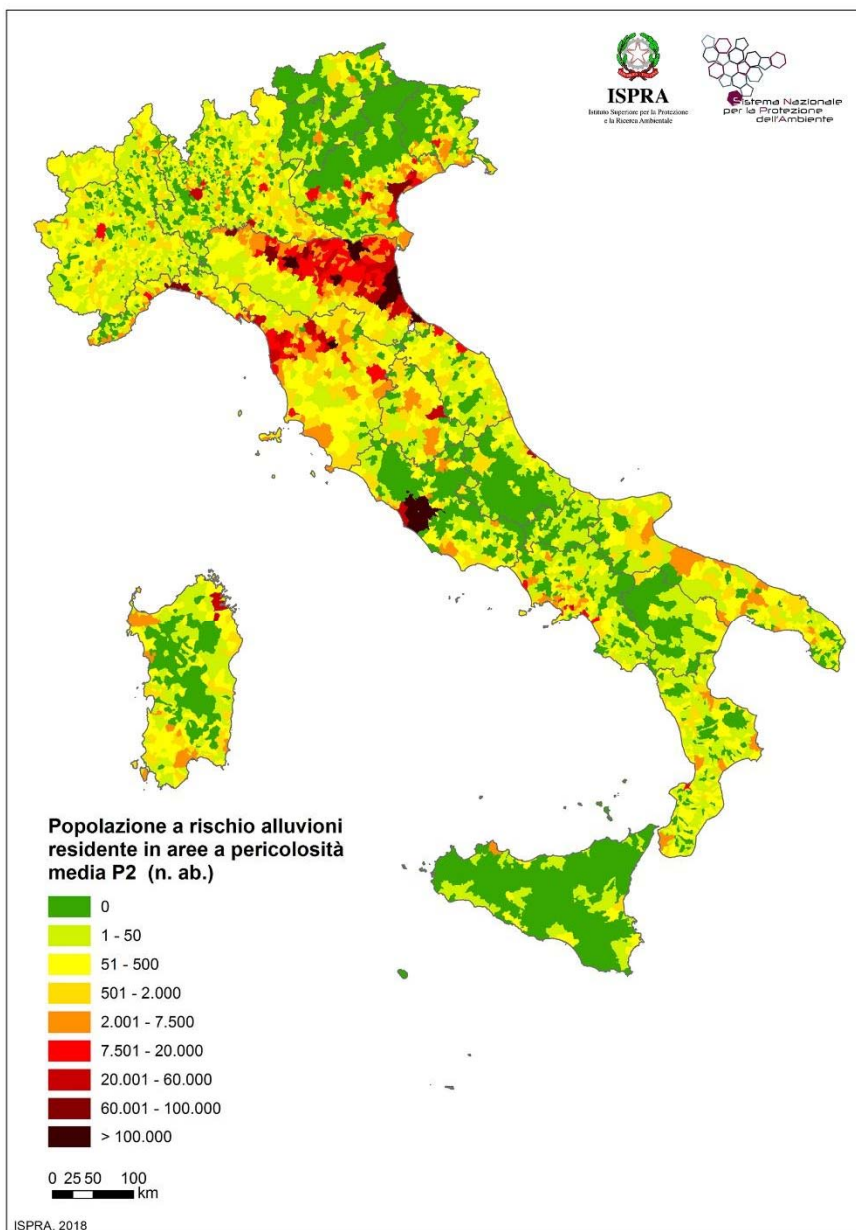 ISPRA
Istituto Superiore per la Protezione
e la Ricerca Ambientale
Sistema Nazionale
per la Protezione
dell'Ambiente
Popolazione a rischio alluvioni
residente in aree a pericolosità
media P2 (n. ab.)
0
1 - 50
51 - 500
501 - 2.000
2.001 - 7.500
7.501 - 20.000
20.001 - 60.000
60.001 - 100.000
> 100.000
0 25 50 100
km
ISPRA, 2018